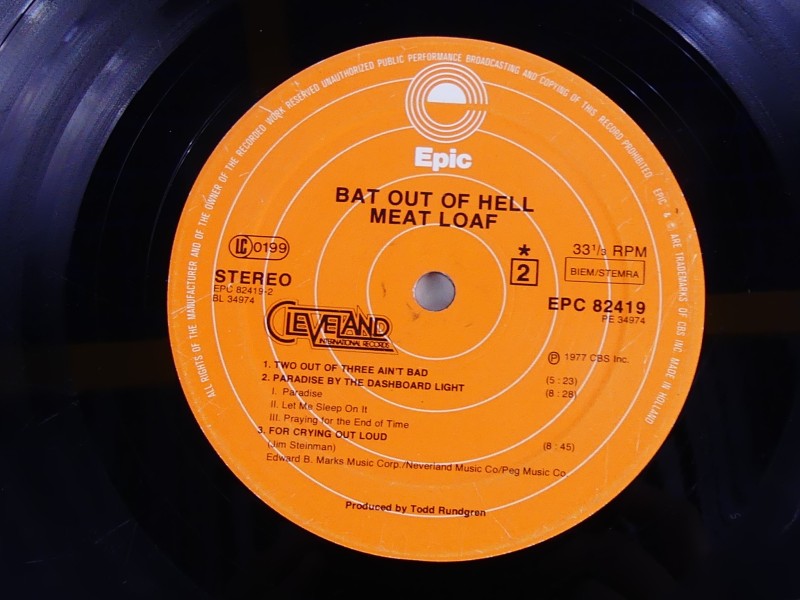 ALL RIGHTS OF THE MANUFACTURER AND OF THE OWNER OF THE RECORDED WORK RESERVED UNAUTHORIZED PUBLIC PERFORMANCE BROADCASTING AND COPYING OF THIS RECORD PROHIBITED EPIC & ARE TRADEMARKS OF CBS INC. MADE IN HOLLAND
Epic
BAT OUT OF HELL
MEAT LOAF
LC 0199
* 33 1/3 RPM
STEREO 2 BIEM/STEMRA
EPC 82419-2
BL 34974
EPC 82419
PE 34974
CLEVELAND
INTERNATIONAL RECORDS
℗ 1977 CBS Inc.
1. TWO OUT OF THREE AIN'T BAD (5 : 23)
2. PARADISE BY THE DASHBOARD LIGHT (8 : 28)
I. Paradise
II. Let Me Sleep On It
III. Praying for the End of Time
3. FOR CRYING OUT LOUD (8 : 45)
(Jim Steinman)
Edward B. Marks Music Corp./Neverland Music Co/Peg Music Co.
Produced by Todd Rundgren